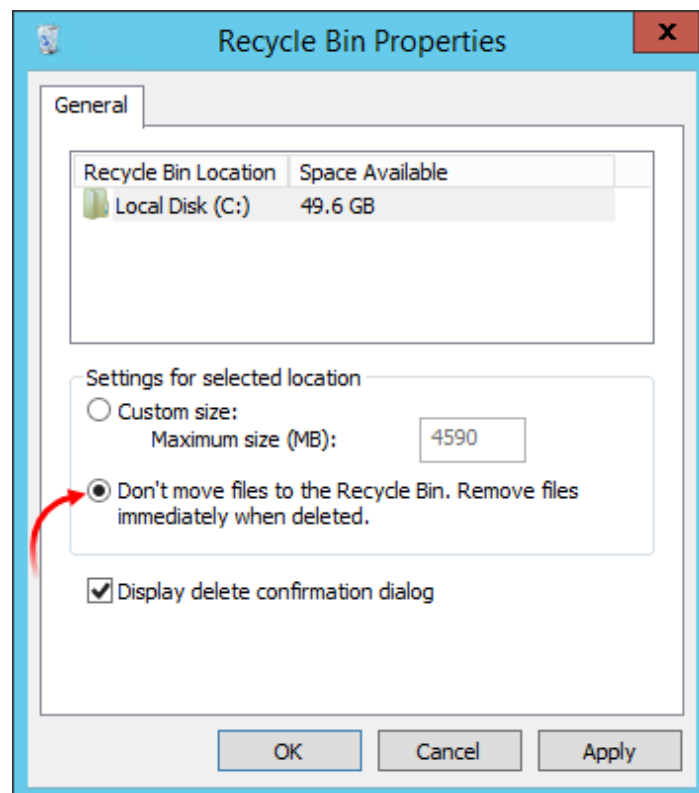 Recycle Bin Properties
x
General
Recycle Bin Location Space Available
Local Disk (C:) 49.6 GB
Settings for selected location
Custom size:
Maximum size (MB): 4590
Don't move files to the Recycle Bin. Remove files
immediately when deleted.
Display delete confirmation dialog
OK Cancel Apply